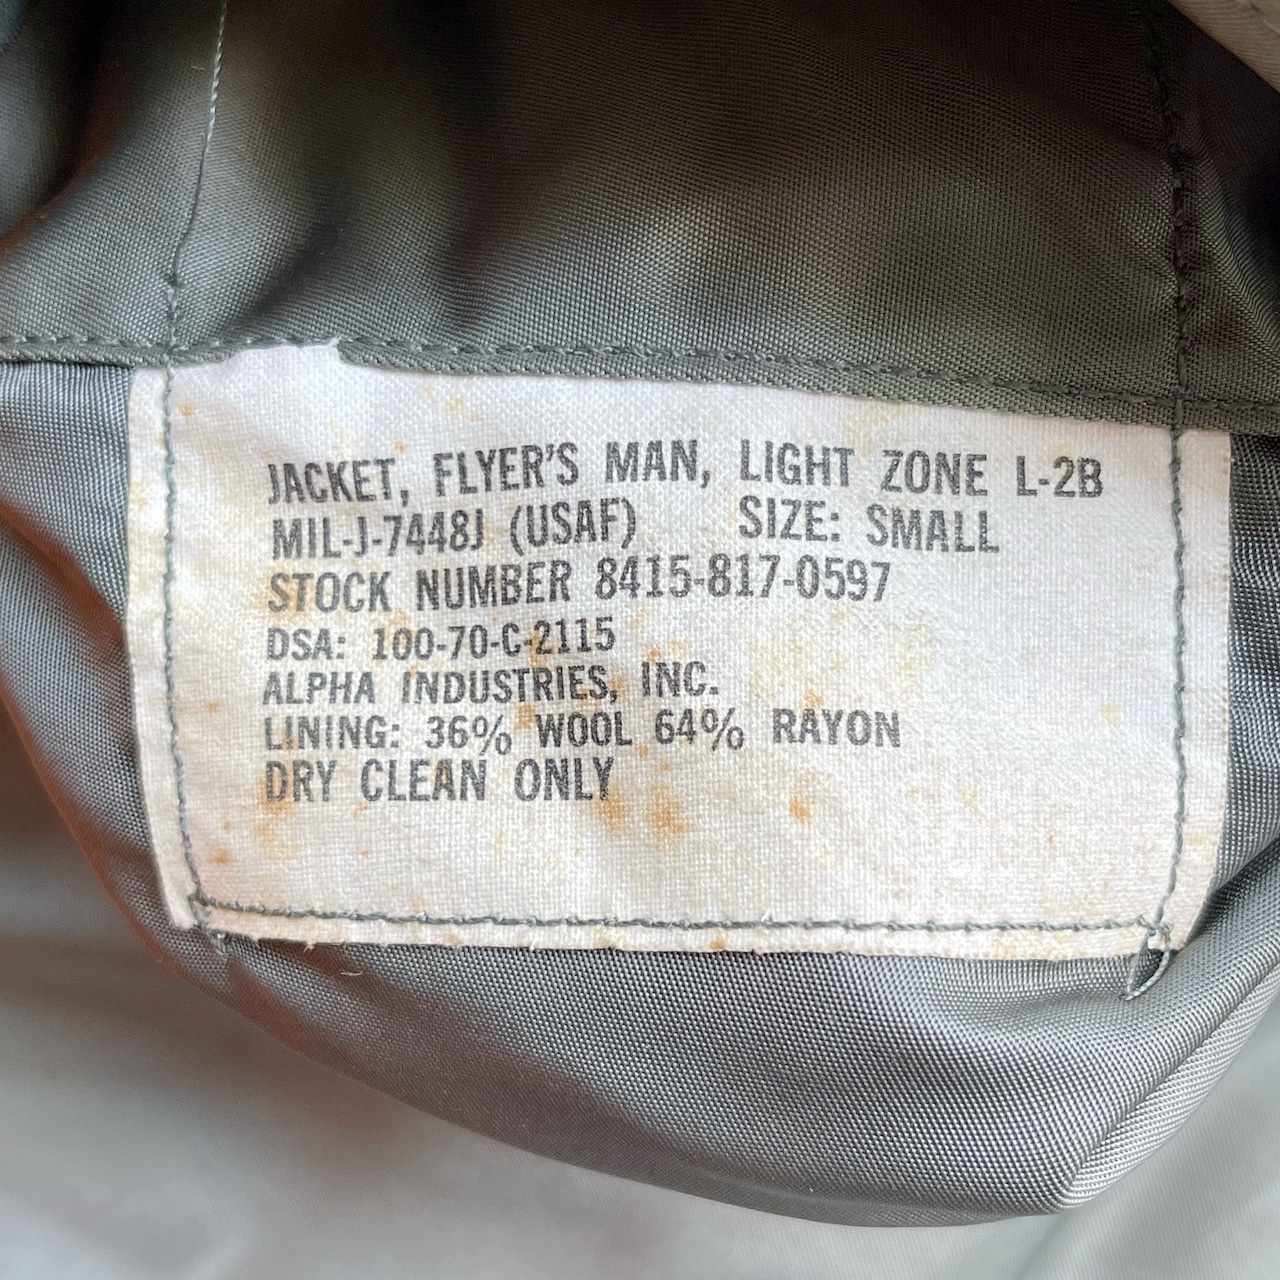 JACKET, FLYER'S MAN, LIGHT ZONE L-2B
MIL-J-7448J (USAF) SIZE: SMALL
STOCK NUMBER 8415-817-0597
DSA: 100-70-C-2115
ALPHA INDUSTRIES, INC.
LINING: 36% WOOL 64% RAYON
DRY CLEAN ONLY